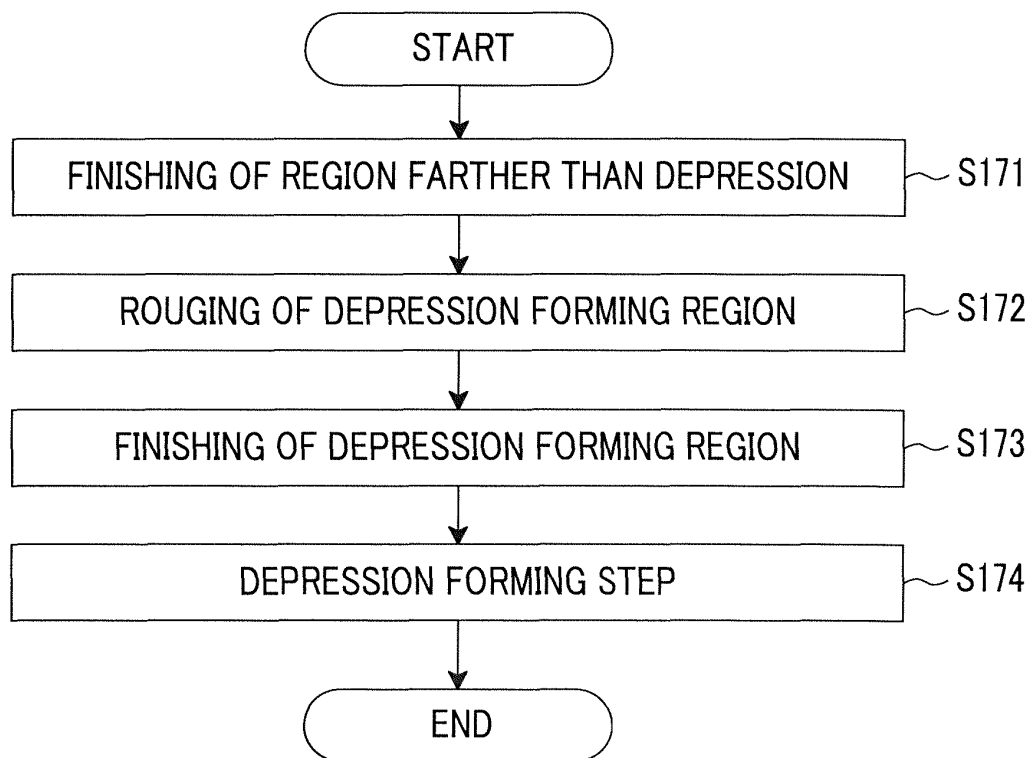 START
FINISHING OF REGION FARTHER THAN DEPRESSION
S171
ROUGING OF DEPRESSION FORMING REGION
S172
FINISHING OF DEPRESSION FORMING REGION
S173
DEPRESSION FORMING STEP
S174
END